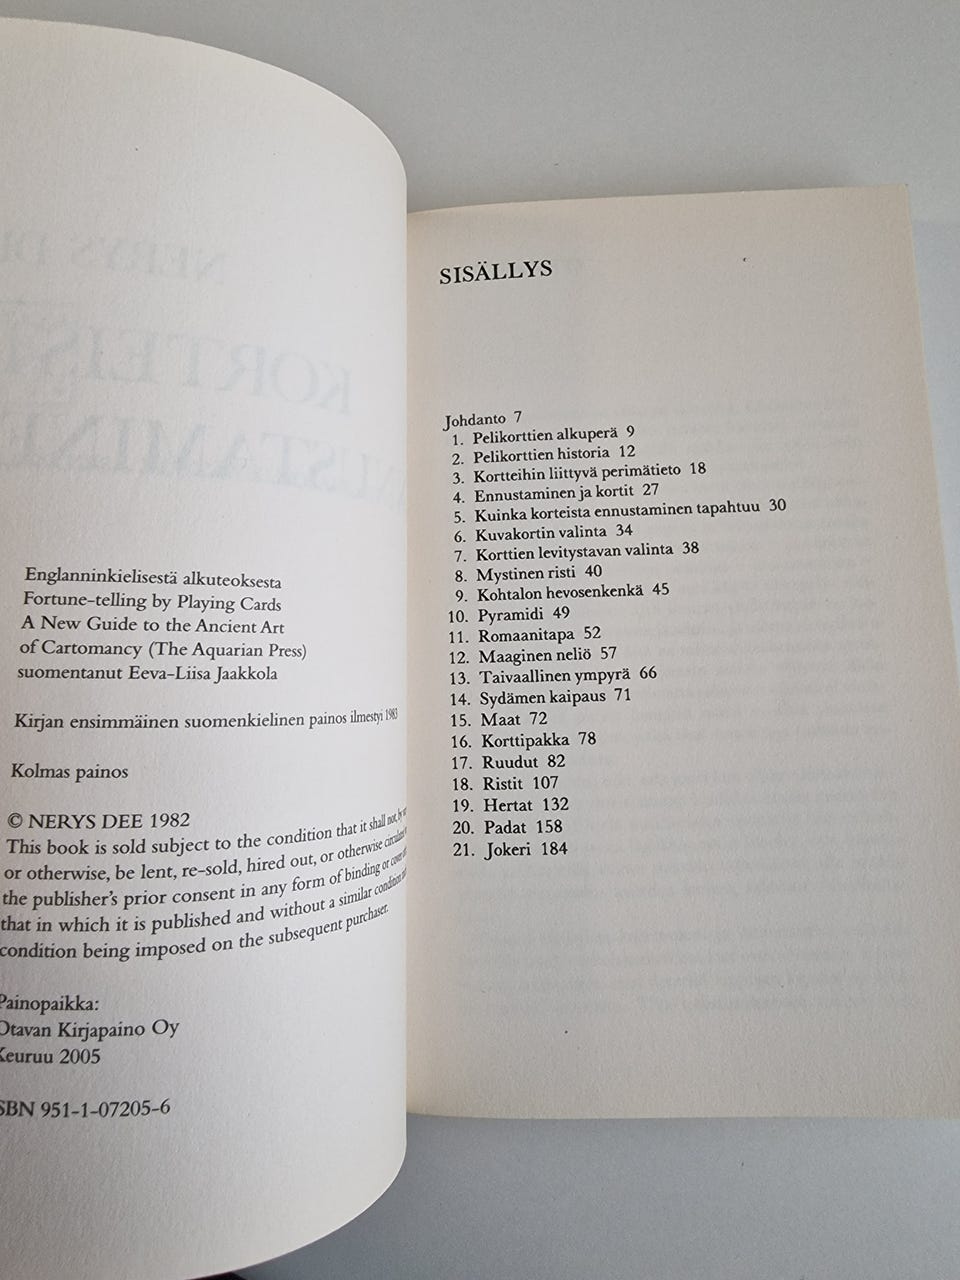 Englanninkielisestä alkuteoksesta
Fortune-telling by Playing Cards
A New Guide to the Ancient Art
of Cartomancy (The Aquarian Press)
suomentanut Eeva-Liisa Jaakkola
Kirjan ensimmäinen suomenkielinen painos ilmestyi 1983
Kolmas painos
© NERYS DEE 1982
This book is sold subject to the condition that it shall not, by
or otherwise, be lent, re-sold, hired out, or otherwise
the publisher's prior consent in any form of binding or cover
that in which it is published and without a similar condition
condition being imposed on the subsequent purchaser.
Painopaikka:
Otavan Kirjapaino Oy
Keuruu 2005
SBN 951-1-07205-6
SISÄLLYS
Johdanto 7
1. Pelikorttien alkuperä 9
2. Pelikorttien historia 12
3. Kortteihin liittyvä perimätieto 18
4. Ennustaminen ja kortit 27
5. Kuinka korteista ennustaminen tapahtuu 30
6. Kuvakortin valinta 34
7. Korttien levitystavan valinta 38
8. Mystinen risti 40
9. Kohtalon hevosenkenkä 45
10. Pyramidi 49
11. Romaanitapa 52
12. Maaginen neliö 57
13. Taivaallinen ympyrä 66
14. Sydämen kaipaus 71
15. Maat 72
16. Korttipakka 78
17. Ruudut 82
18. Ristit 107
19. Hertat 132
20. Padat 158
21. Jokeri 184